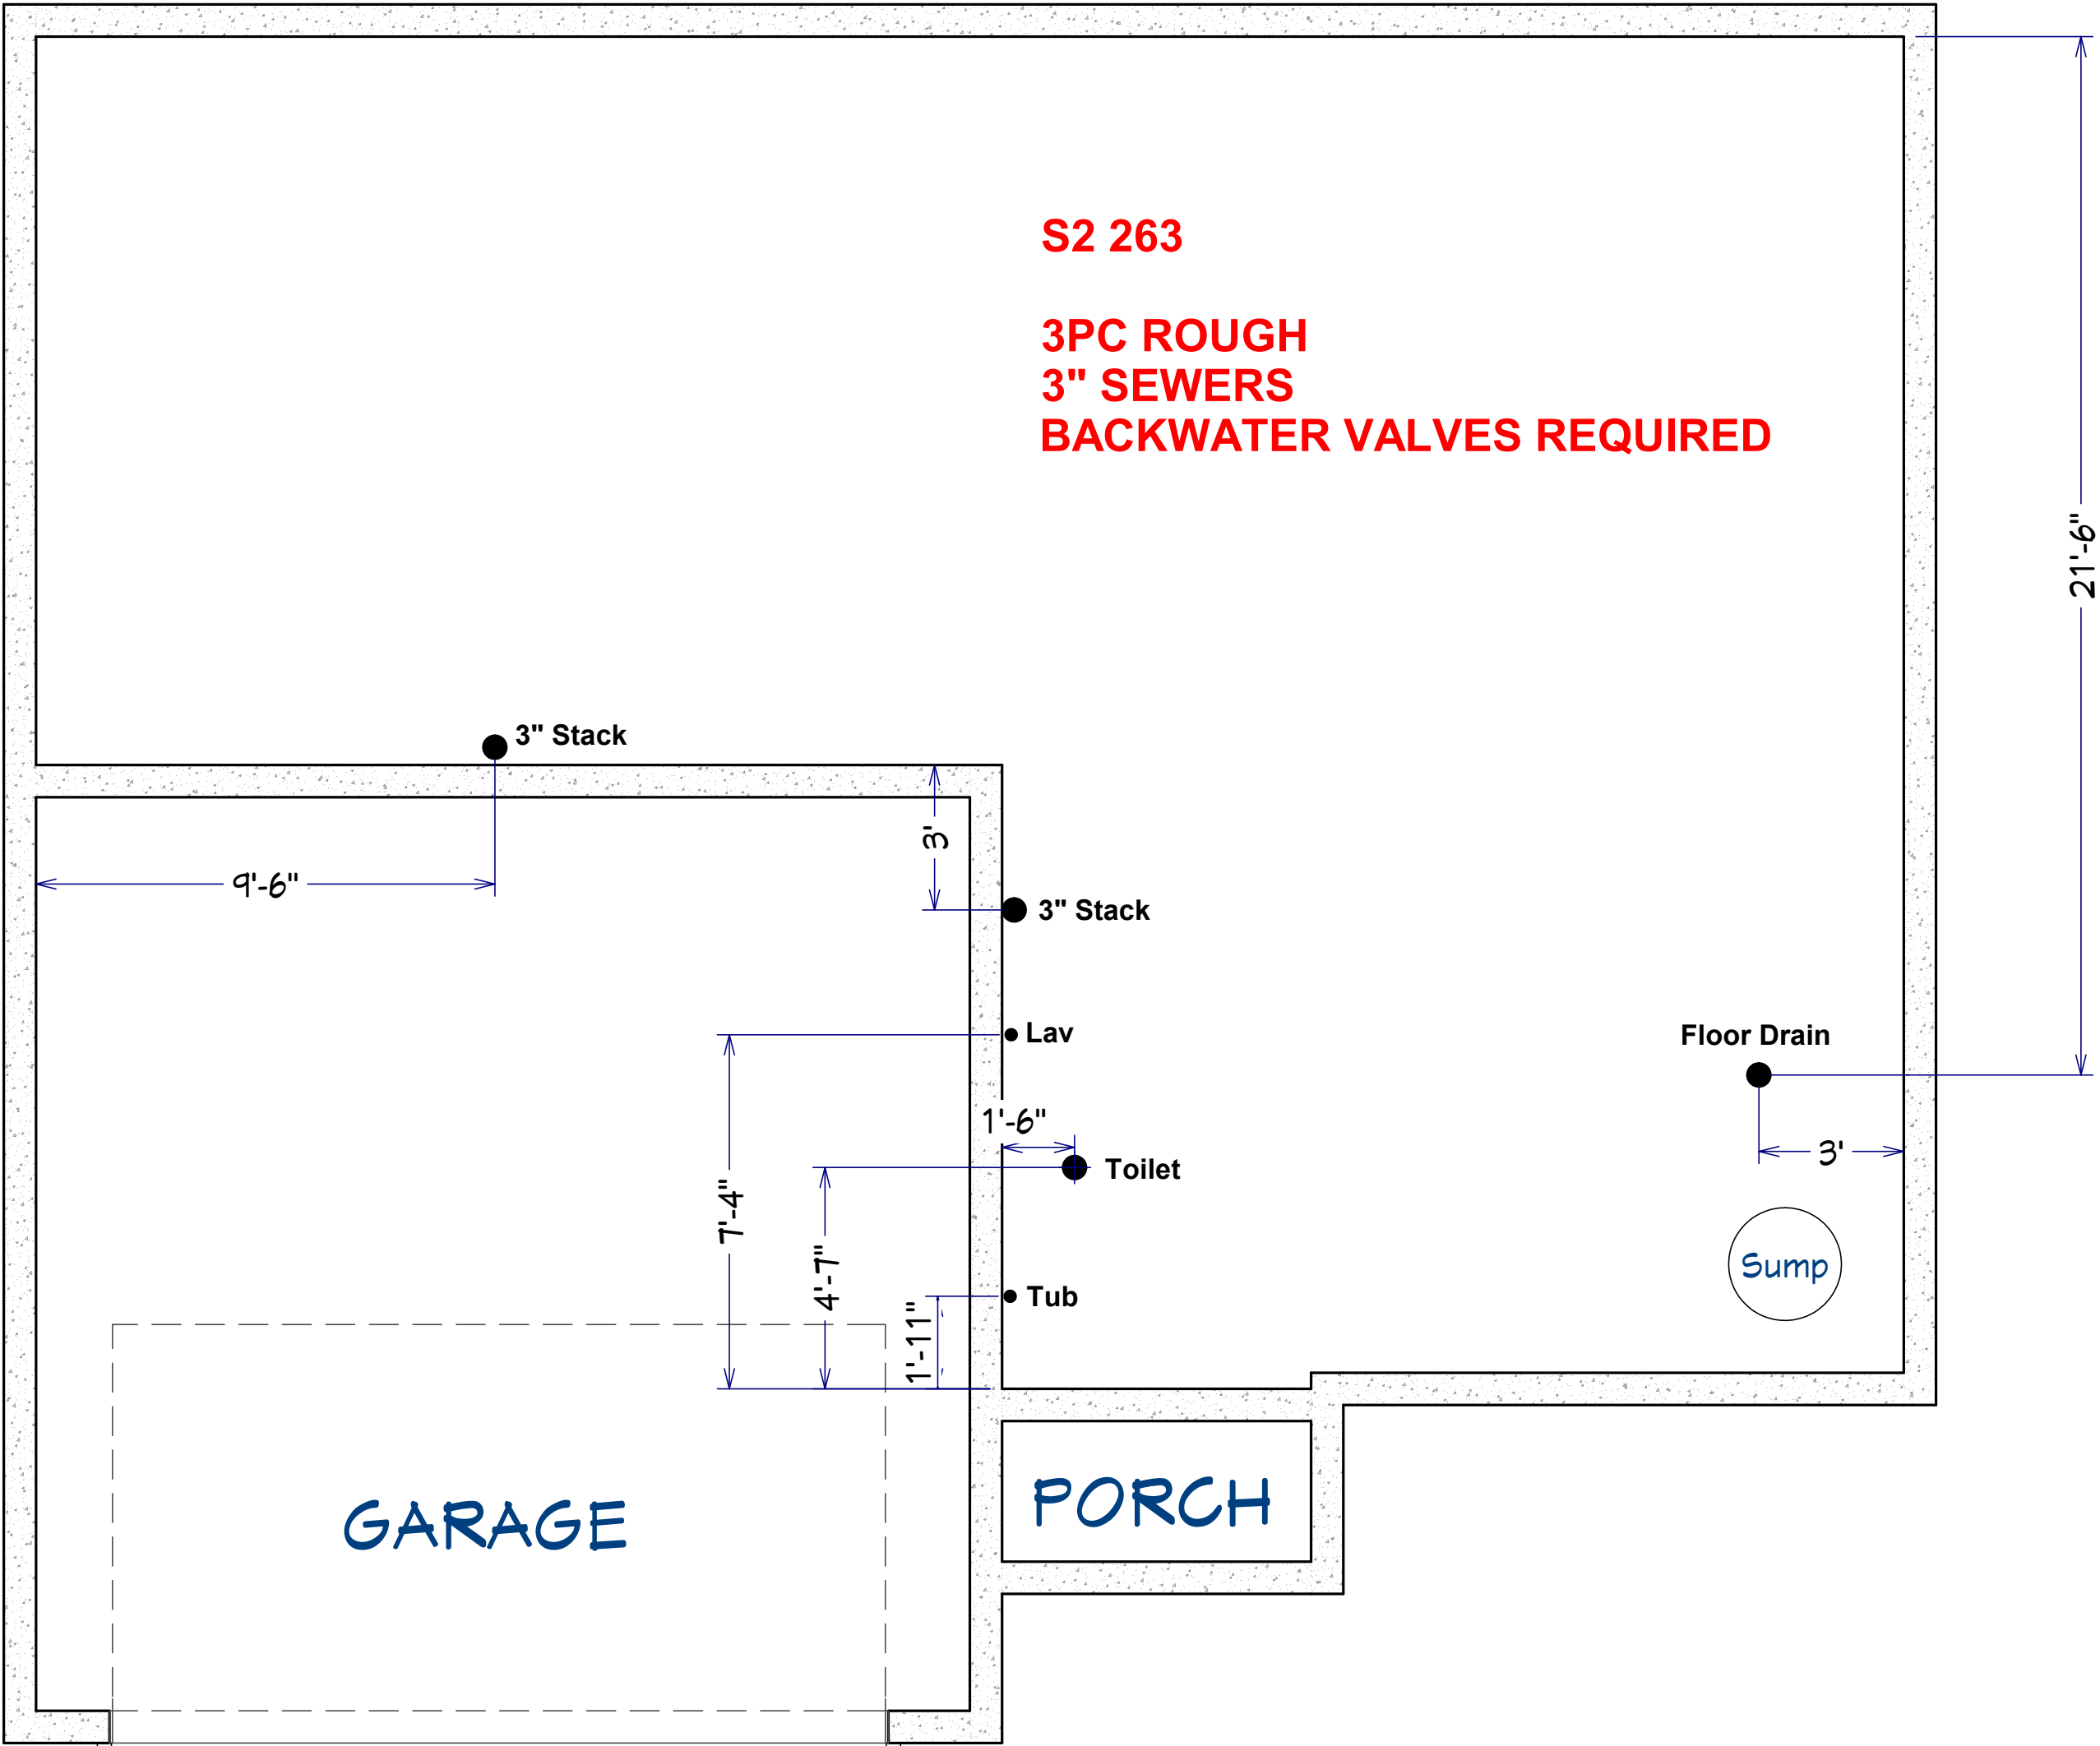 S2 263
3PC ROUGH
3" SEWERS
BACKWATER VALVES REQUIRED
21'-6"
3" Stack
3'
9'-6"
3" Stack
Lav
Floor Drain
1'-6"
3'
Toilet
7'-4"
4'-7"
Sump
Tub
1'-11"
PORCH
GARAGE